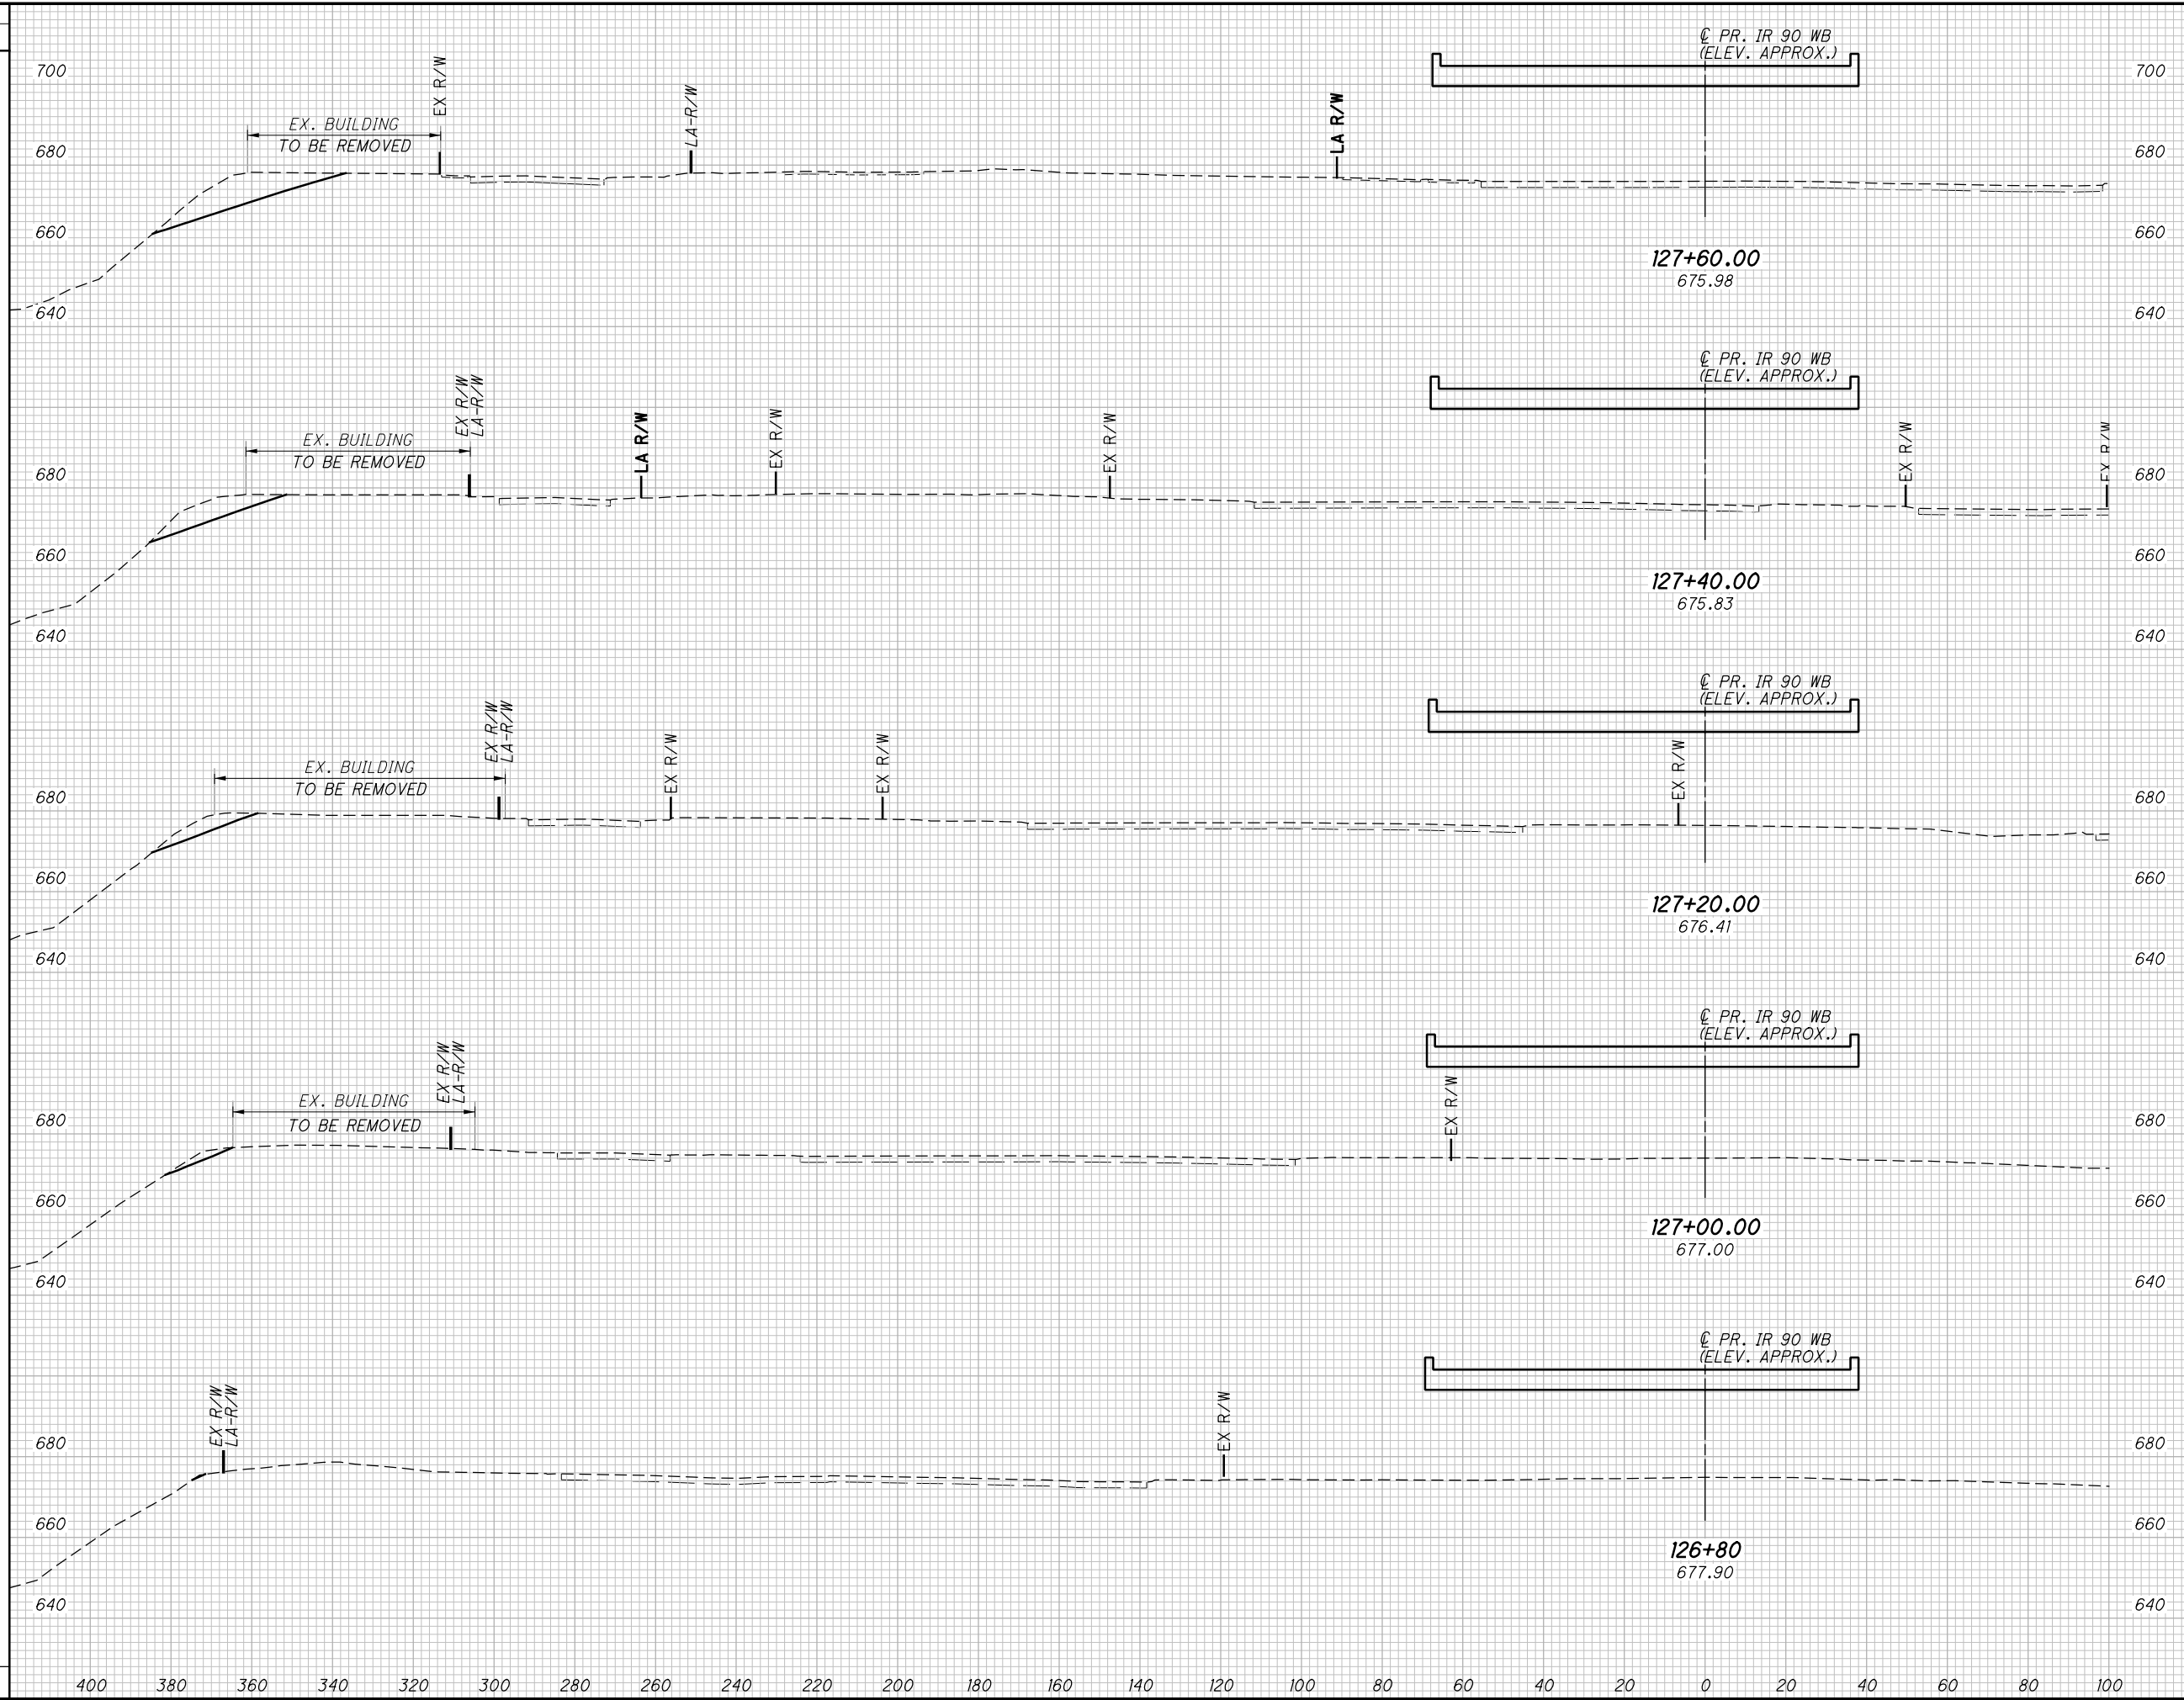 ℄ PR. IR 90 WB
(ELEV. APPROX.)
700
700
EX R/W
LA-R/W
LA R/W
EX. BUILDING
TO BE REMOVED
680
680
660
660
127+60.00
675.98
640
640
℄ PR. IR 90 WB
(ELEV. APPROX.)
EX R/W
LA-R/W
LA R/W
EX R/W
EX R/W
EX R/W
EX R/W
EX. BUILDING
TO BE REMOVED
680
680
660
660
127+40.00
675.83
640
640
℄ PR. IR 90 WB
(ELEV. APPROX.)
EX R/W
LA-R/W
EX R/W
EX R/W
EX R/W
EX. BUILDING
TO BE REMOVED
680
680
660
660
127+20.00
676.41
640
640
℄ PR. IR 90 WB
(ELEV. APPROX.)
EX R/W
LA-R/W
EX R/W
EX. BUILDING
TO BE REMOVED
680
680
660
660
127+00.00
677.00
640
640
℄ PR. IR 90 WB
(ELEV. APPROX.)
EX R/W
LA-R/W
EX R/W
680
680
660
660
126+80
677.90
640
640
400 380 360 340 320 300 280 260 240 220 200 180 160 140 120 100 80 60 40 20 0 20 40 60 80 100